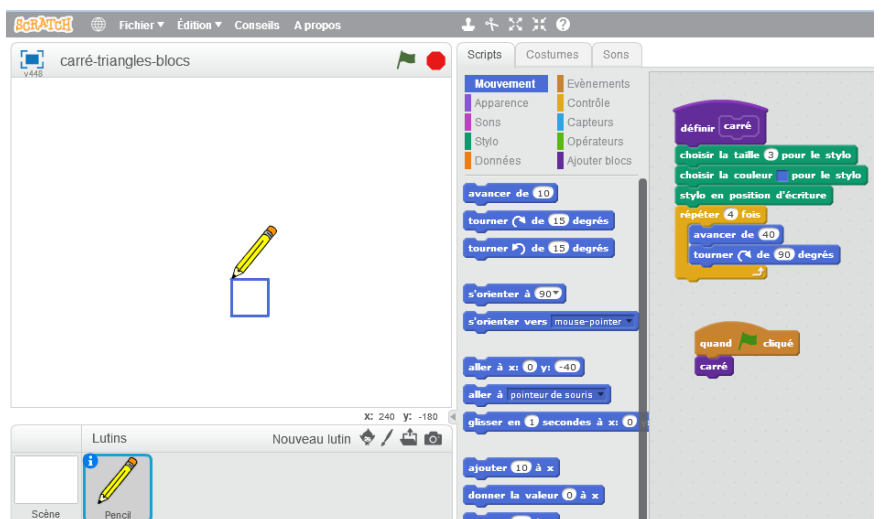 SCRATCH Fichier▼ Édition▼ Conseils A propos
v448
carré-triangles-blocs
X: 240 y: -180
Lutins
Nouveau lutin
Scène
Pencil
Scripts Costumes Sons
Mouvement
Apparence
Sons
Stylo
Données
Evènements
Contrôle
Capteurs
Opérateurs
Ajouter blocs
avancer de 10
tourner de 15 degrés
tourner de 15 degrés
s'orienter à 90▼
s'orienter vers mouse-pointer
aller à x: 0 y: -40
aller à pointeur de souris
glisser en 1 secondes à x: 0
ajouter 10 à x
donner la valeur 0 à x
définir carré
choisir la taille 3 pour le stylo
choisir la couleur pour le stylo
stylo en position d'écriture
répéter 4 fois
avancer de 40
tourner de 90 degrés
quand cliqué
carré